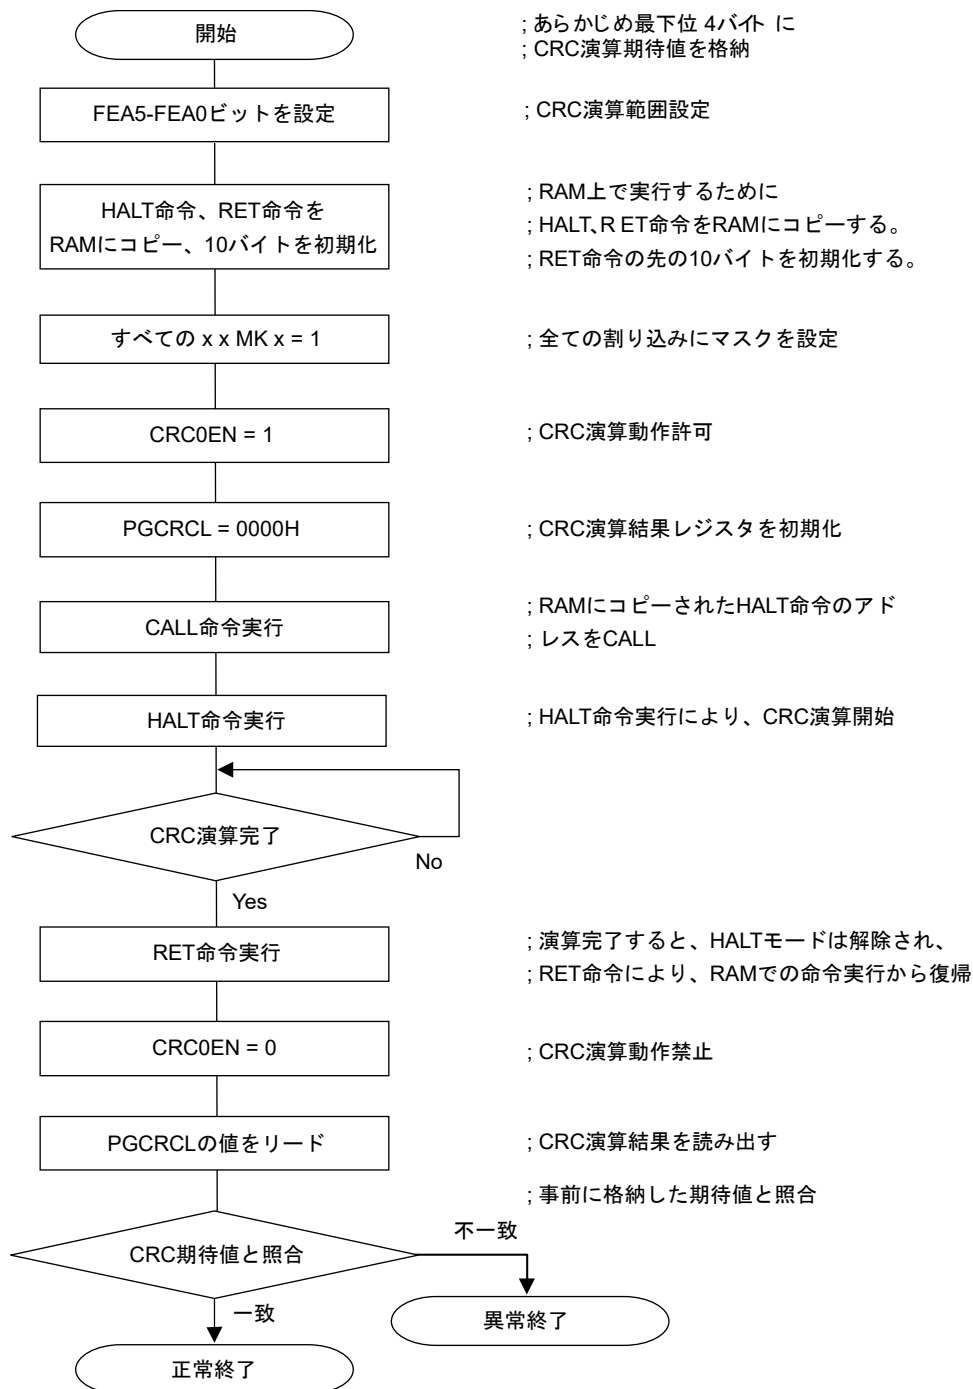 開始
; あらかじめ最下位 4バイト に
; CRC演算期待値を格納
FEA5-FEA0ビットを設定
; CRC演算範囲設定
HALT命令、RET命令を
RAMにコピー、10バイトを初期化
; RAM上で実行するために
; HALT、R ET命令をRAMにコピーする。
; RET命令の先の10バイトを初期化する。
すべての x x MK x = 1
; 全ての割り込みにマスクを設定
CRC0EN = 1
; CRC演算動作許可
PGCRCL = 0000H
; CRC演算結果レジスタを初期化
CALL命令実行
; RAMにコピーされたHALT命令のアド
; レスをCALL
HALT命令実行
; HALT命令実行により、CRC演算開始
CRC演算完了
No
Yes
RET命令実行
; 演算完了すると、HALTモードは解除され、
; RET命令により、RAMでの命令実行から復帰
CRC0EN = 0
; CRC演算動作禁止
PGCRCLの値をリード
; CRC演算結果を読み出す
; 事前に格納した期待値と照合
CRC期待値と照合
不一致
異常終了
一致
正常終了